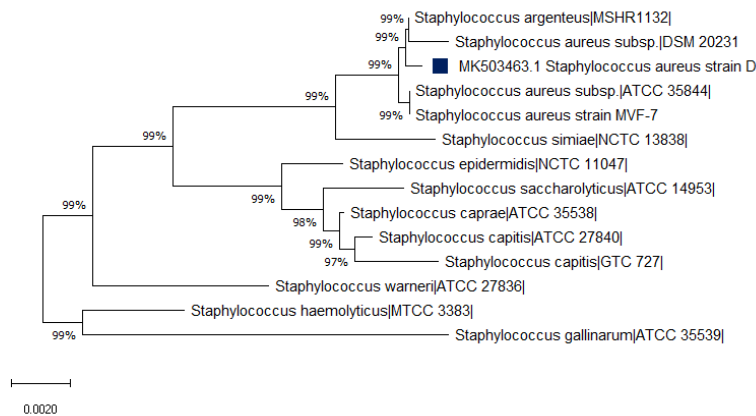 99% Staphylococcus argenteus|MSHR1132|
99% Staphylococcus aureus subsp.|DSM 20231
MK503463.1 Staphylococcus aureus strain D
99% Staphylococcus aureus subsp.|ATCC 35844|
99% Staphylococcus aureus strain MVF-7
Staphylococcus simiae|NCTC 13838|
99%
Staphylococcus epidermidis|NCTC 11047|
99% Staphylococcus saccharolyticus|ATCC 14953|
99%
98% Staphylococcus caprae|ATCC 35538|
99% Staphylococcus capitis|ATCC 27840|
97% Staphylococcus capitis|GTC 727|
Staphylococcus warneri|ATCC 27836|
Staphylococcus haemolyticus|MTCC 3383|
99% Staphylococcus gallinarum|ATCC 35539|
0.0020